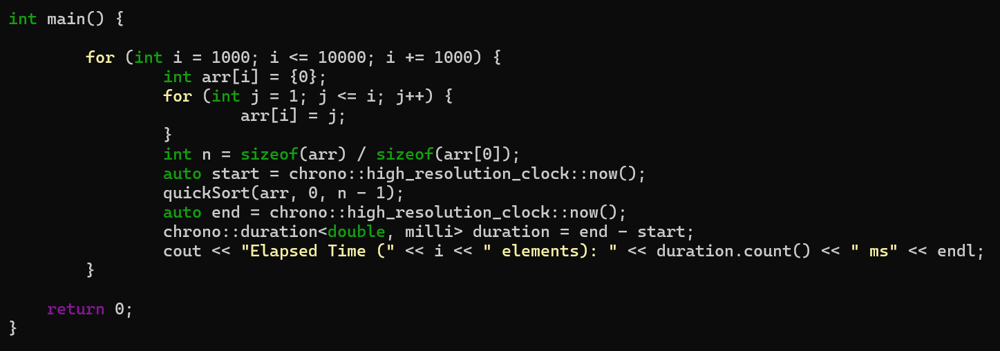 int main() {
for (int i = 1000; i <= 10000; i += 1000) {
int arr[i] = {0};
for (int j = 1; j <= i; j++) {
arr[i] = j;
}
int n = sizeof(arr) / sizeof(arr[0]);
auto start = chrono::high_resolution_clock::now();
quickSort(arr, 0, n - 1);
auto end = chrono::high_resolution_clock::now();
chrono::duration<double, milli> duration = end - start;
cout << "Elapsed Time (" << i << " elements): " << duration.count() << " ms" << endl;
}
return 0;
}